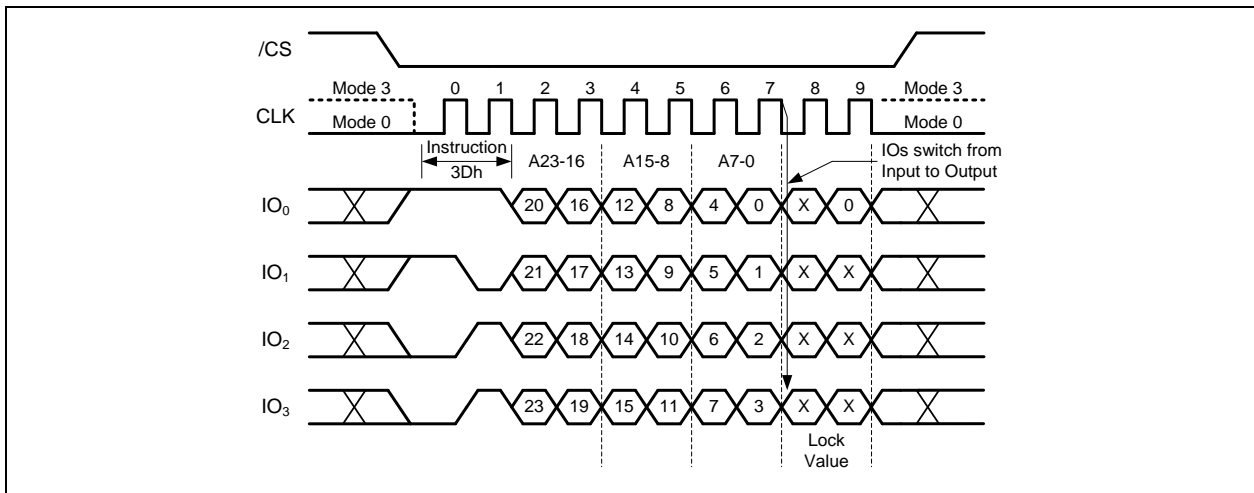 /CS
Mode 3 0 1 2 3 4 5 6 7 8 9 Mode 3
CLK
Mode 0 Mode 0
Instruction A23-16 A15-8 A7-0 IOs switch from
3Dh Input to Output
IO0 20 16 12 8 4 0 X 0
IO1 21 17 13 9 5 1 X X
IO2 22 18 14 10 6 2 X X
IO3 23 19 15 11 7 3 X X
Lock
Value